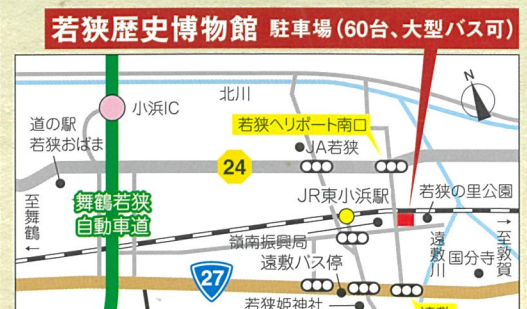 若狭歴史博物館 駐車場(60台、大型バス可)
N
北川
小浜IC
道の駅
若狭おばま
若狭ヘリポート南口
JA若狭
24
舞鶴若狭
自動車道
JR東小浜駅
若狭の里公園
至舞鶴
嶺南振興局
遠敷川
国分寺
至敦賀
27
遠敷バス停
若狭姫神社
遠敷